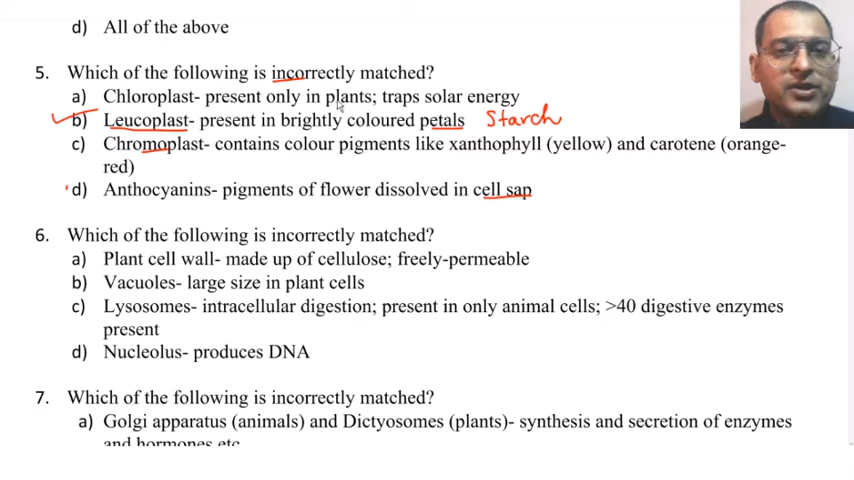 d) All of the above
5. Which of the following is incorrectly matched?
a) Chloroplast- present only in plants; traps solar energy
b) Leucoplast- present in brightly coloured petals Starch
c) Chromoplast- contains colour pigments like xanthophyll (yellow) and carotene (orange-
red)
d) Anthocyanins- pigments of flower dissolved in cell sap
6. Which of the following is incorrectly matched?
a) Plant cell wall- made up of cellulose; freely-permeable
b) Vacuoles- large size in plant cells
c) Lysosomes- intracellular digestion; present in only animal cells; >40 digestive enzymes
present
d) Nucleolus- produces DNA
7. Which of the following is incorrectly matched?
a) Golgi apparatus (animals) and Dictyosomes (plants)- synthesis and secretion of enzymes
and hormones etc